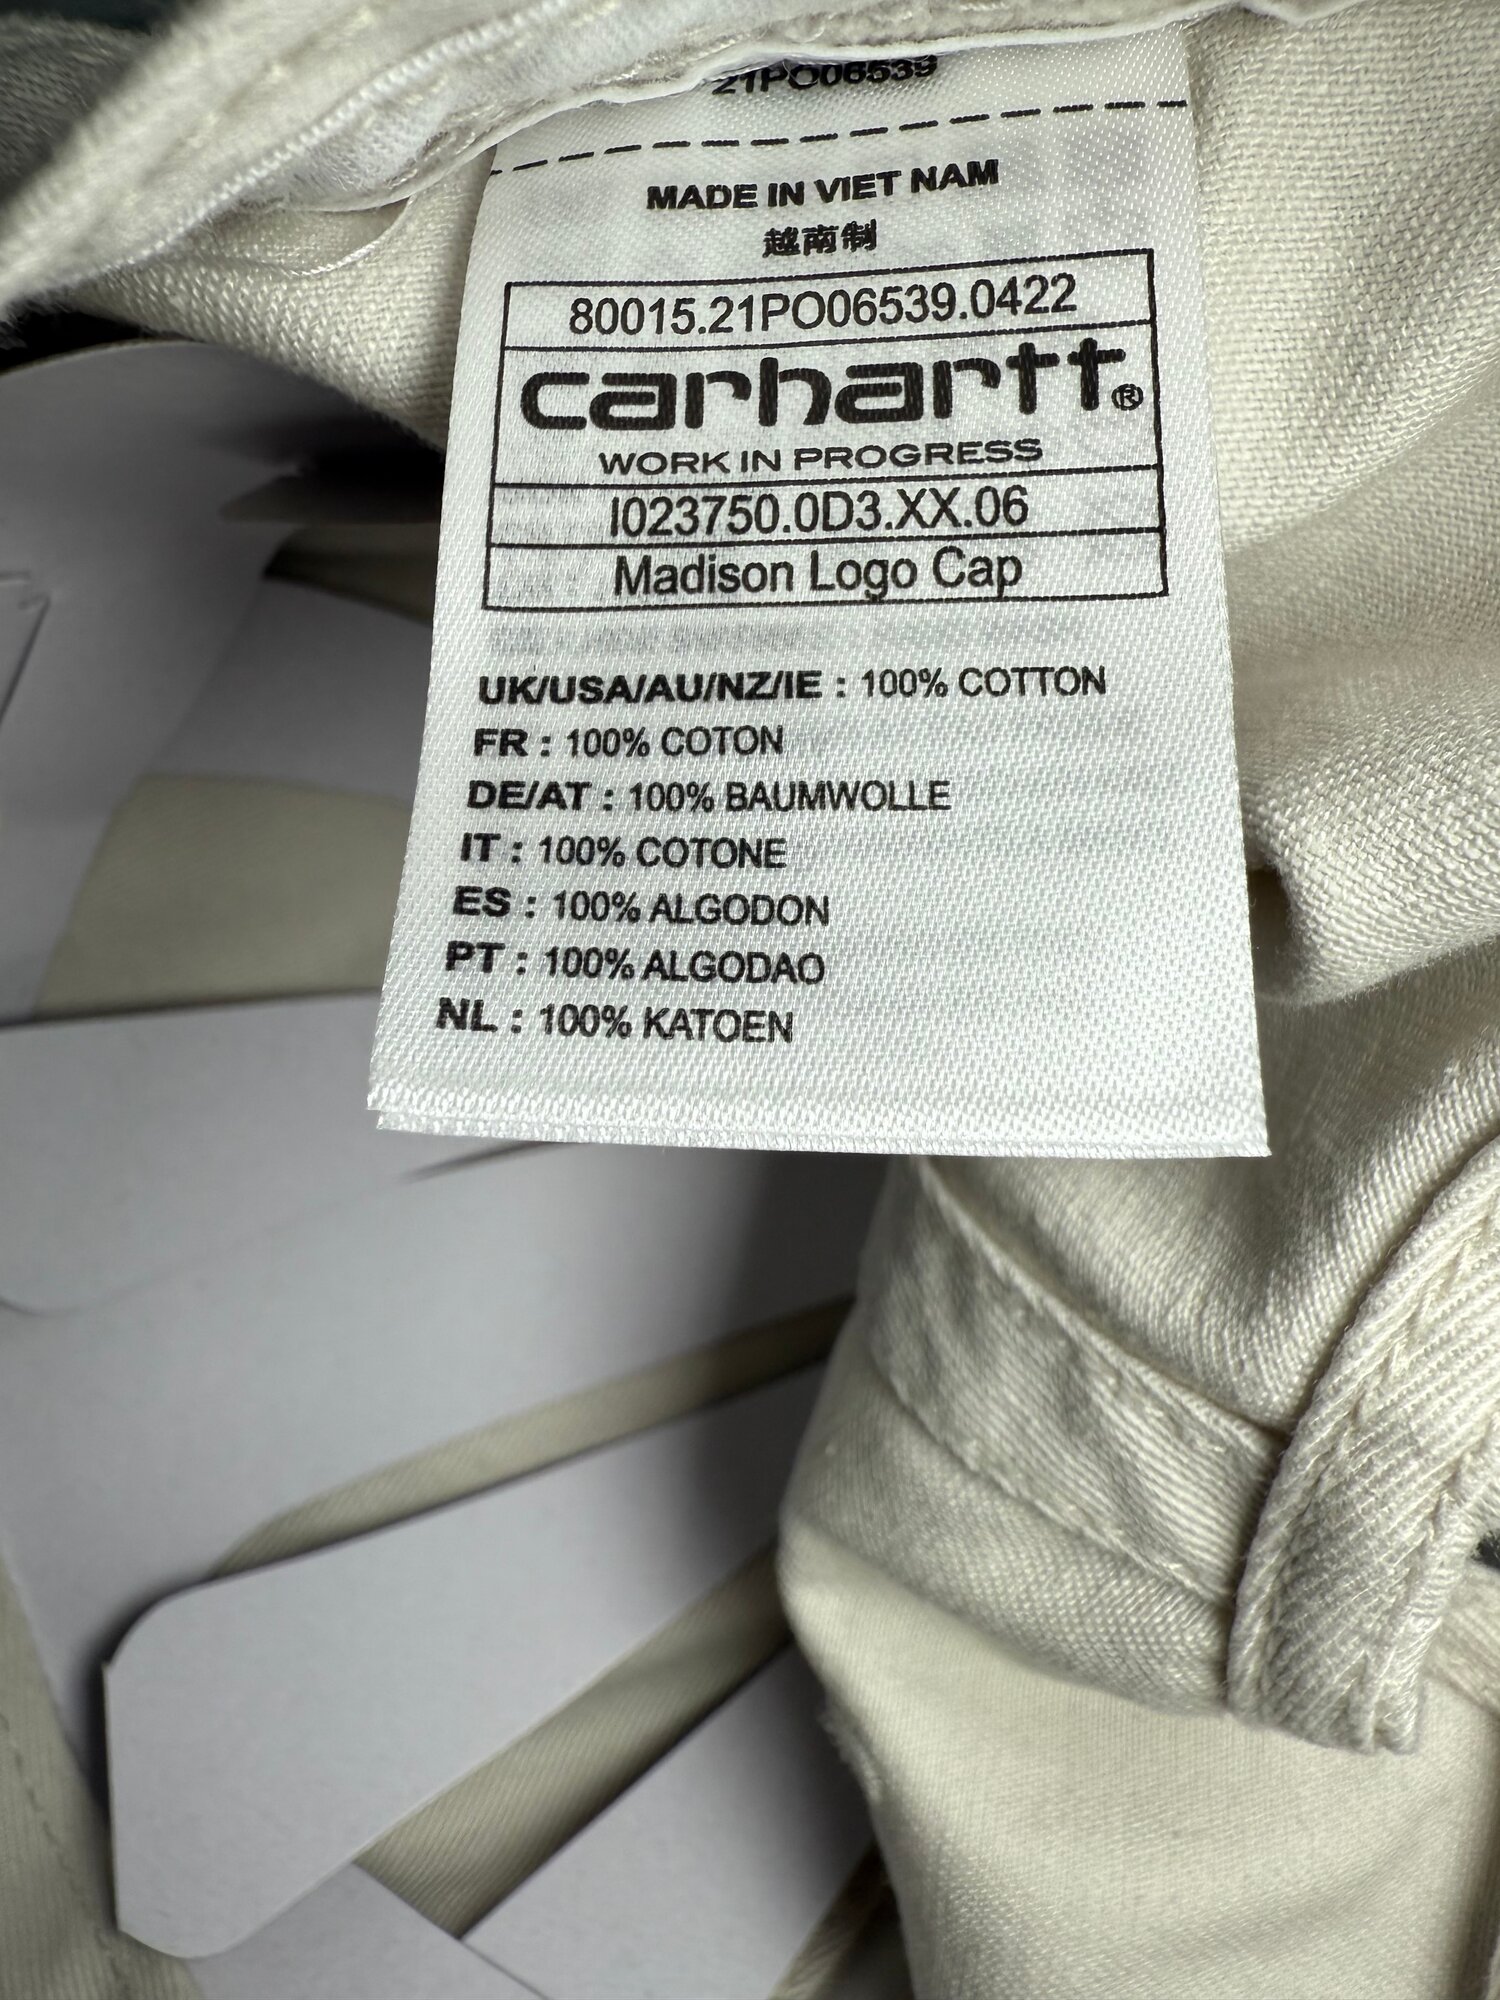 21PO06539
MADE IN VIET NAM
越南制
80015.21PO06539.0422
carhartt®
WORK IN PROGRESS
I023750.0D3.XX.06
Madison Logo Cap
UK/USA/AU/NZ/IE : 100% COTTON
FR : 100% COTON
DE/AT : 100% BAUMWOLLE
IT : 100% COTONE
ES : 100% ALGODON
PT : 100% ALGODAO
NL : 100% KATOEN